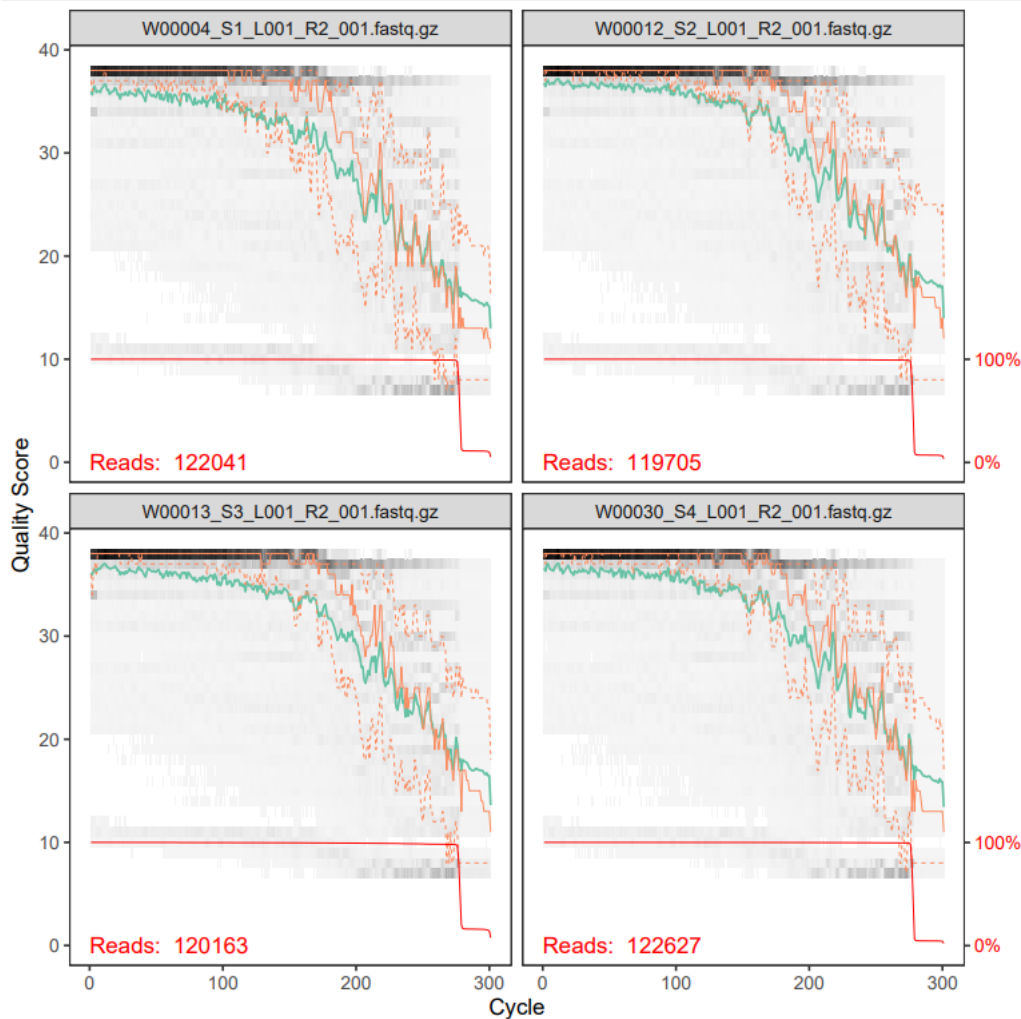 W00004_S1_L001_R2_001.fastq.gz
W00012_S2_L001_R2_001.fastq.gz
40
30
20
10
0
100%
0%
Reads: 122041
Reads: 119705
Quality Score
W00013_S3_L001_R2_001.fastq.gz
W00030_S4_L001_R2_001.fastq.gz
40
30
20
10
0
100%
0%
Reads: 120163
Reads: 122627
0 100 200 300
0 100 200 300
Cycle